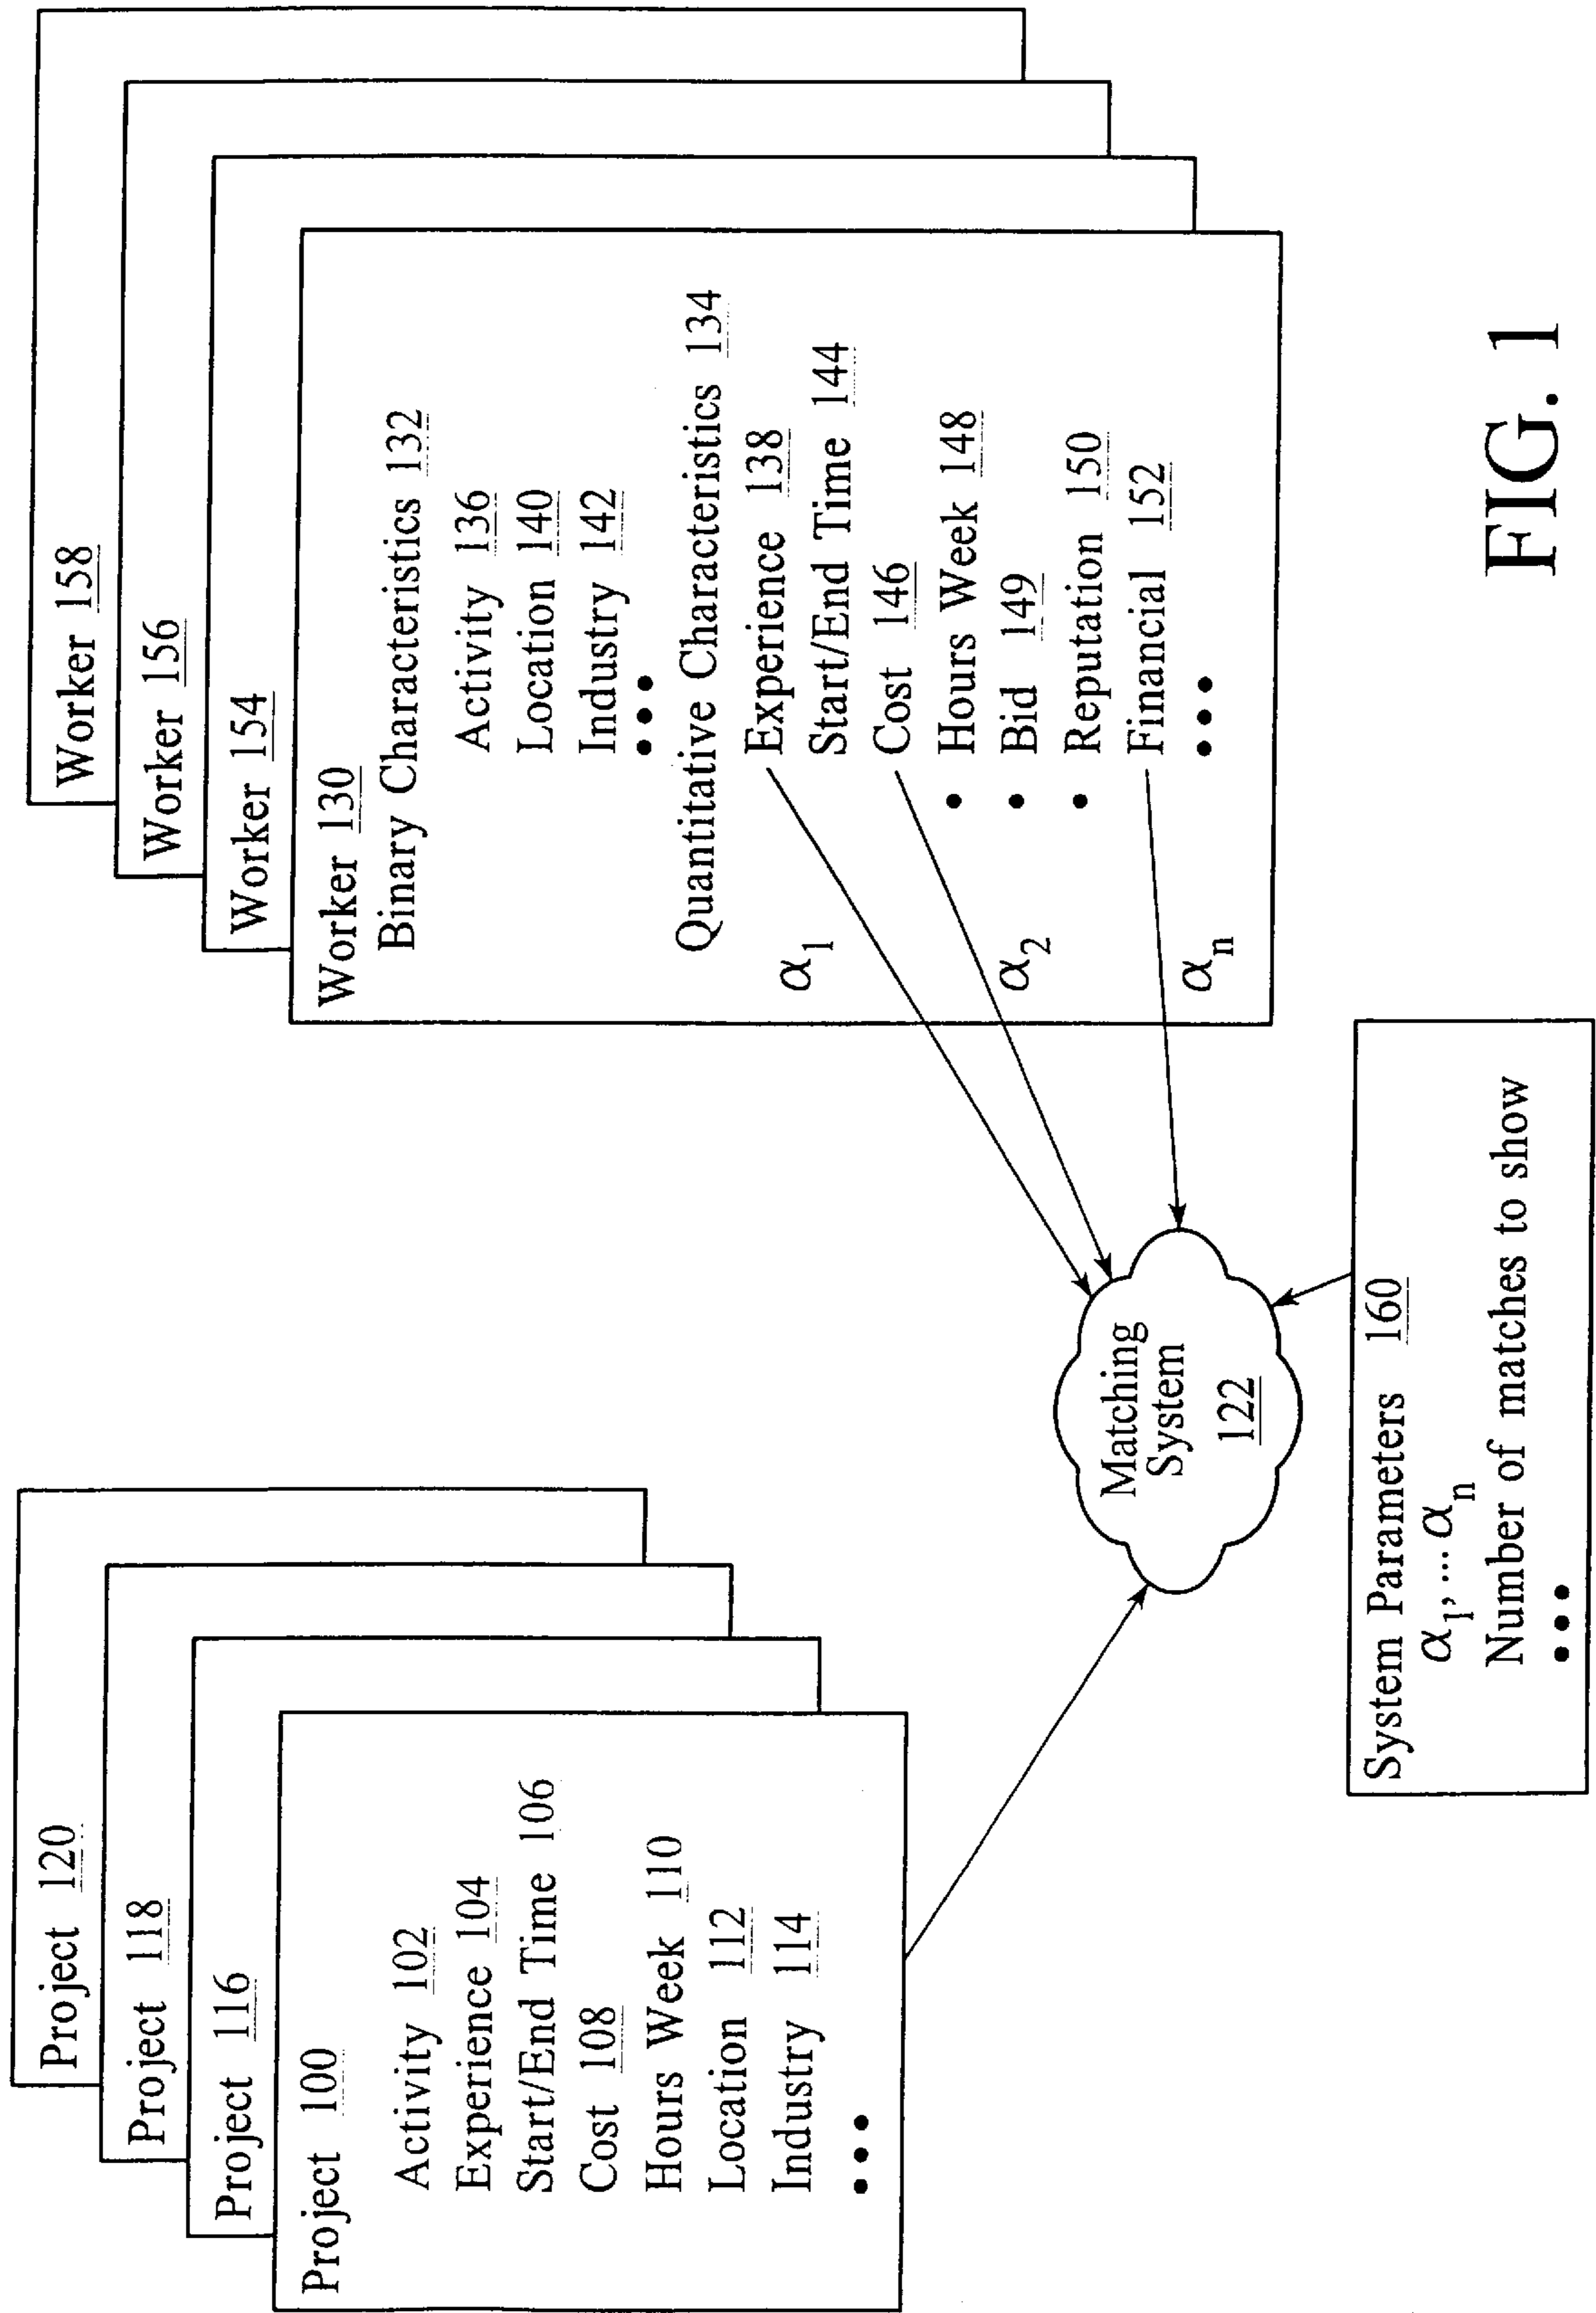 Project 120
Project 118
Project 116
Project 100
Activity 102
Experience 104
Start/End Time 106
Cost 108
Hours Week 110
Location 112
Industry 114
•••
Worker 158
Worker 156
Worker 154
Worker 130
Binary Characteristics 132
Activity 136
Location 140
Industry 142
•••
Quantitative Characteristics 134
α1
Experience 138
Start/End Time 144
Cost 146
• Hours Week 148
α2 • Bid 149
• Reputation 150
Financial 152
αn •••
Matching
System
122
System Parameters 160
α1, ... αn
Number of matches to show
•••
FIG. 1